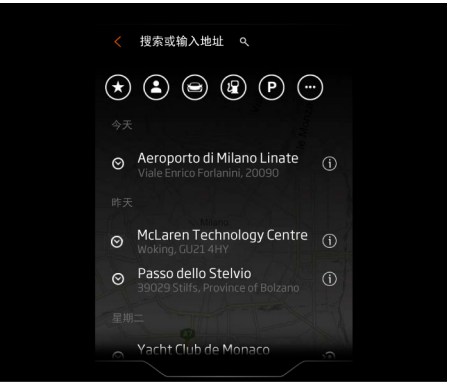 搜索或输入地址
P
今天
Aeroporto di Milano Linate
Viale Enrico Forlanini, 20090
昨天
Milano
McLaren Technology Centre
Woking, GU21 4HY
Passo dello Stelvio
39029 Stilfs, Province of Bolzano
星期二
47
Yacht Club de Monaco